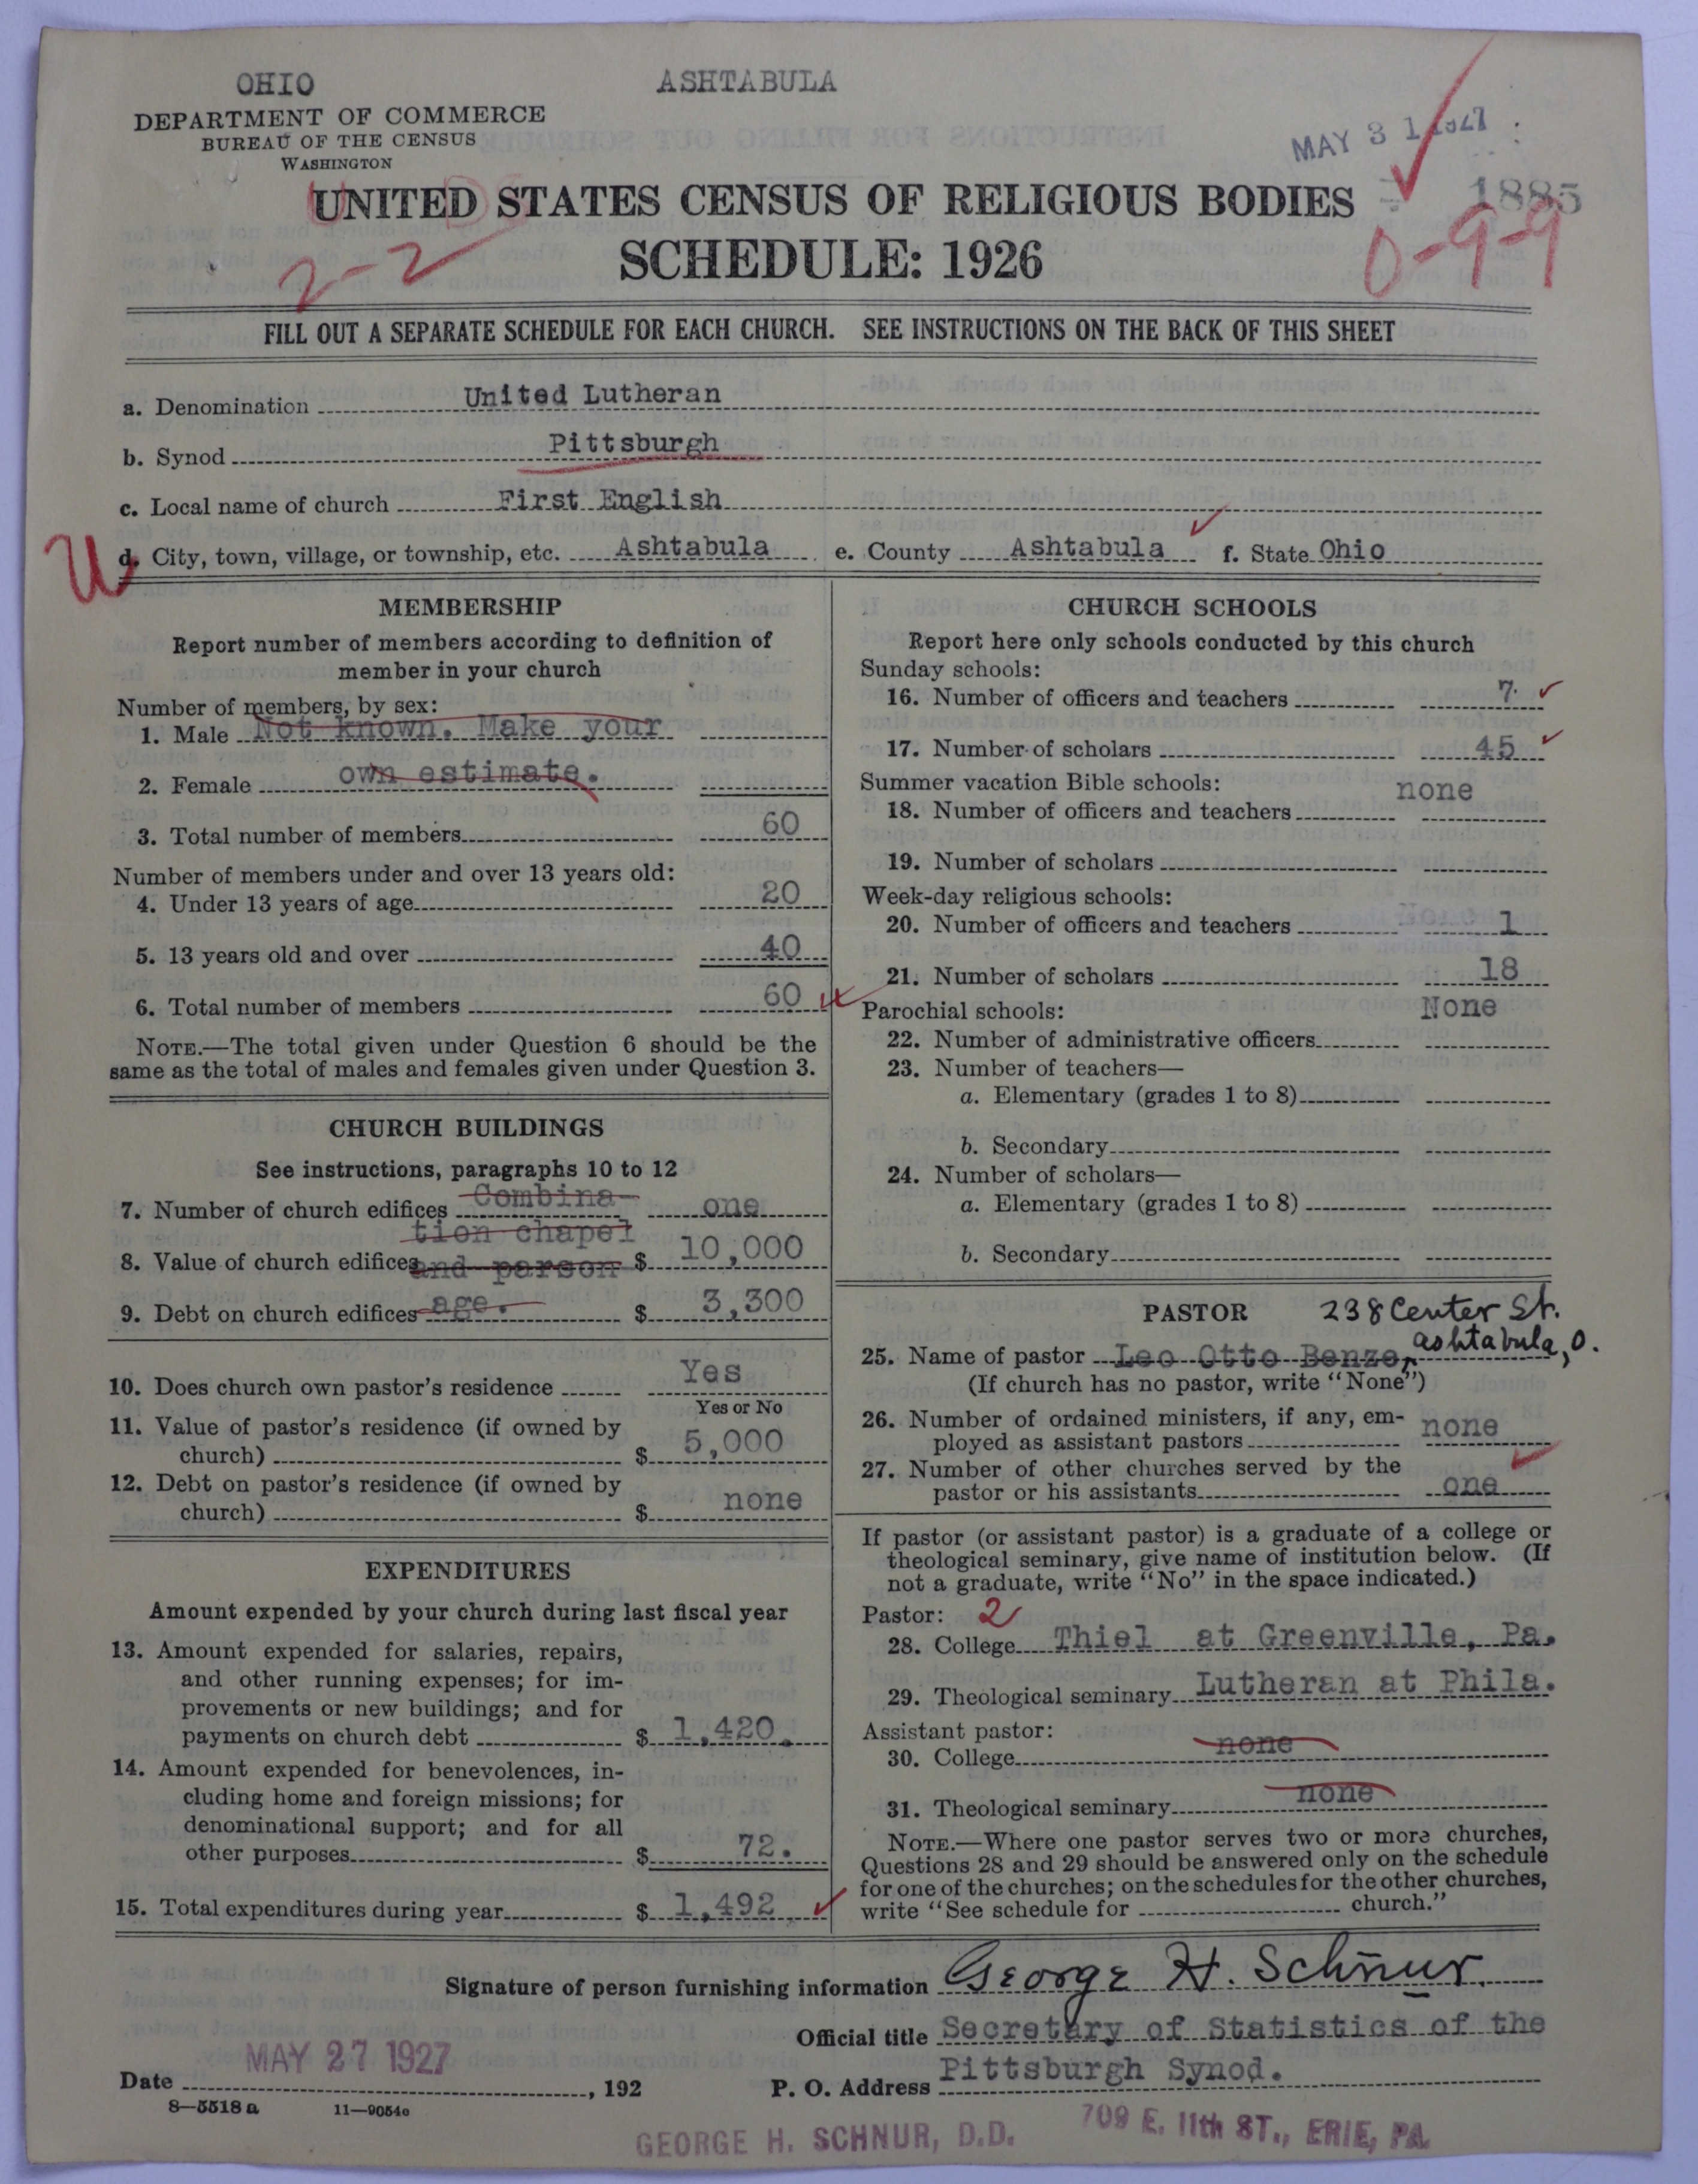 OHIO
ASHTABULA
DEPARTMENT OF COMMERCE
BUREAU OF THE CENSUS
WASHINGTON
MAY 31 1927
1885
UNITED STATES CENSUS OF RELIGIOUS BODIES
SCHEDULE: 1926
2-2
0-9-9
FILL OUT A SEPARATE SCHEDULE FOR EACH CHURCH. SEE INSTRUCTIONS ON THE BACK OF THIS SHEET
a. Denomination United Lutheran
b. Synod Pittsburgh
c. Local name of church First English
U
d. City, town, village, or township, etc. Ashtabula e. County Ashtabula f. State Ohio
MEMBERSHIP
Report number of members according to definition of
member in your church
Number of members, by sex:
1. Male Not known. Make your
2. Female own estimate.
3. Total number of members 60
Number of members under and over 13 years old:
4. Under 13 years of age 20
5. 13 years old and over 40
6. Total number of members 60
NOTE.—The total given under Question 6 should be the
same as the total of males and females given under Question 3.
CHURCH BUILDINGS
See instructions, paragraphs 10 to 12
7. Number of church edifices Combina- one
tion chapel
8. Value of church edifices and parson $ 10,000
9. Debt on church edifices age. $ 3,300
10. Does church own pastor's residence Yes
Yes or No
11. Value of pastor's residence (if owned by
church) $ 5,000
12. Debt on pastor's residence (if owned by
church) $ none
EXPENDITURES
Amount expended by your church during last fiscal year
13. Amount expended for salaries, repairs,
and other running expenses; for im-
provements or new buildings; and for
payments on church debt $ 1,420.
14. Amount expended for benevolences, in-
cluding home and foreign missions; for
denominational support; and for all
other purposes $ 72.
15. Total expenditures during year $ 1,492
CHURCH SCHOOLS
Report here only schools conducted by this church
Sunday schools:
16. Number of officers and teachers 7.
17. Number of scholars 45
Summer vacation Bible schools: none
18. Number of officers and teachers
19. Number of scholars
Week-day religious schools:
20. Number of officers and teachers 1
21. Number of scholars 18
Parochial schools: None
22. Number of administrative officers
23. Number of teachers—
a. Elementary (grades 1 to 8)
b. Secondary
24. Number of scholars—
a. Elementary (grades 1 to 8)
b. Secondary
PASTOR 238 Center St.
ashtabula, O.
25. Name of pastor Leo Otto Benze,
(If church has no pastor, write "None")
26. Number of ordained ministers, if any, em-
ployed as assistant pastors none
27. Number of other churches served by the
pastor or his assistants one
If pastor (or assistant pastor) is a graduate of a college or
theological seminary, give name of institution below. (If
not a graduate, write "No" in the space indicated.)
Pastor: 2
28. College Thiel at Greenville, Pa.
29. Theological seminary Lutheran at Phila.
Assistant pastor:
30. College none
31. Theological seminary none
NOTE.—Where one pastor serves two or more churches,
Questions 28 and 29 should be answered only on the schedule
for one of the churches; on the schedules for the other churches,
write "See schedule for church."
Signature of person furnishing information George H. Schnur.
Official title Secretary of Statistics of the
Pittsburgh Synod.
Date MAY 27 1927, 192
P. O. Address
8—5518 a 11—9054c
GEORGE H. SCHNUR, D.D. 709 E. 11th ST., ERIE, PA.